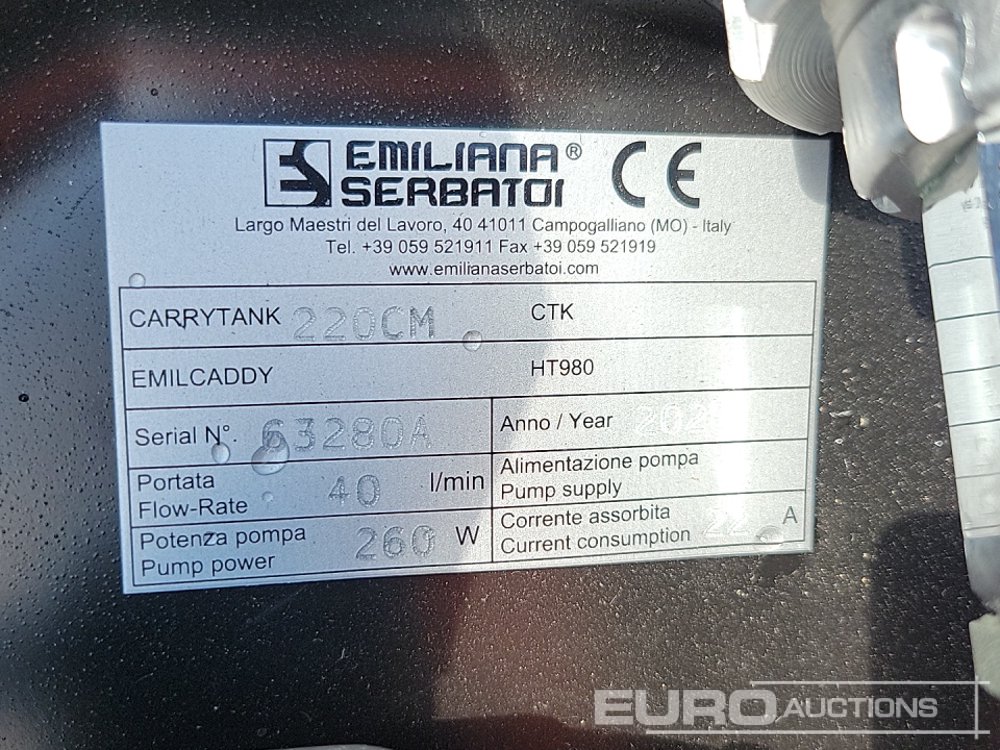 EMILIANA®
SERBATOI
CE
Largo Maestri del Lavoro, 40 41011 Campogalliano (MO) - Italy
Tel. +39 059 521911 Fax +39 059 521919
www.emilianaserbatoi.com
CARRYTANK 220CM CTK
EMILCADDY HT980
Serial N°. 63280A Anno / Year
Portata
Flow-Rate 40 l/min
Alimentazione pompa
Pump supply
Potenza pompa
Pump power 260 W
Corrente assorbita
Current consumption A
EURO AUCTIONS